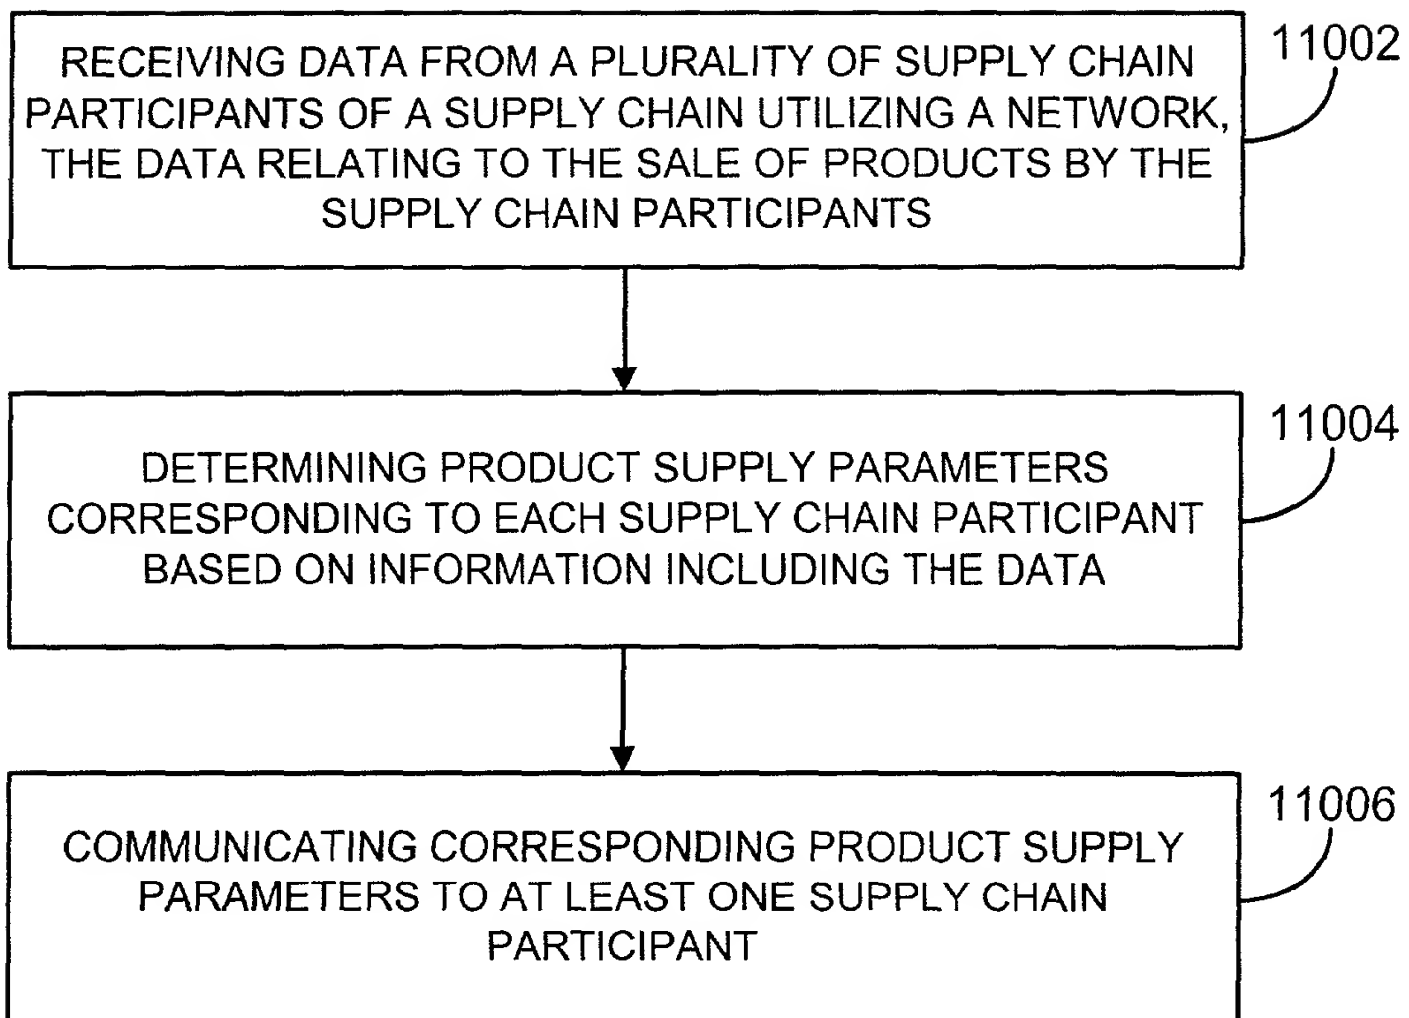 RECEIVING DATA FROM A PLURALITY OF SUPPLY CHAIN
PARTICIPANTS OF A SUPPLY CHAIN UTILIZING A NETWORK,
THE DATA RELATING TO THE SALE OF PRODUCTS BY THE
SUPPLY CHAIN PARTICIPANTS
11002
DETERMINING PRODUCT SUPPLY PARAMETERS
CORRESPONDING TO EACH SUPPLY CHAIN PARTICIPANT
BASED ON INFORMATION INCLUDING THE DATA
11004
COMMUNICATING CORRESPONDING PRODUCT SUPPLY
PARAMETERS TO AT LEAST ONE SUPPLY CHAIN
PARTICIPANT
11006